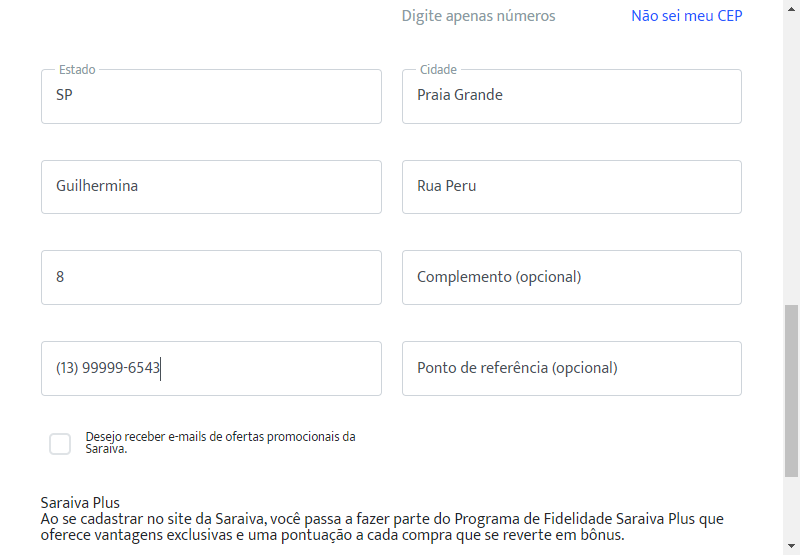 Digite apenas números
Não sei meu CEP
Estado
SP
Cidade
Praia Grande
Guilhermina
Rua Peru
8
Complemento (opcional)
(13) 99999-6543
Ponto de referência (opcional)
Desejo receber e-mails de ofertas promocionais da
Saraiva.
Saraiva Plus
Ao se cadastrar no site da Saraiva, você passa a fazer parte do Programa de Fidelidade Saraiva Plus que
oferece vantagens exclusivas e uma pontuação a cada compra que se reverte em bônus.